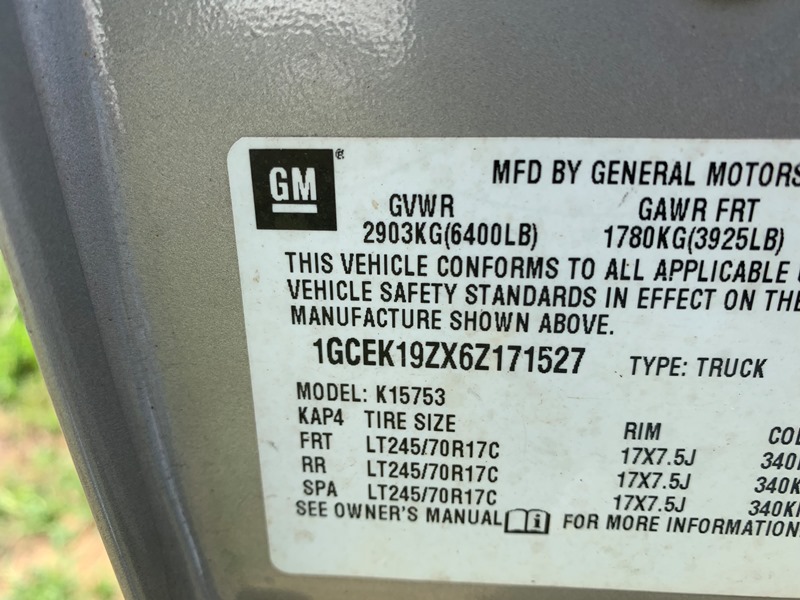 GM®
MFD BY GENERAL MOTORS
GVWR GAWR FRT
2903KG(6400LB) 1780KG(3925LB)
THIS VEHICLE CONFORMS TO ALL APPLICABLE
VEHICLE SAFETY STANDARDS IN EFFECT ON THE
MANUFACTURE SHOWN ABOVE.
1GCEK19ZX6Z171527 TYPE: TRUCK
MODEL: K15753
KAP4 TIRE SIZE RIM
FRT LT245/70R17C 17X7.5J
RR LT245/70R17C 17X7.5J
SPA LT245/70R17C 17X7.5J
SEE OWNER'S MANUAL FOR MORE INFORMATION.